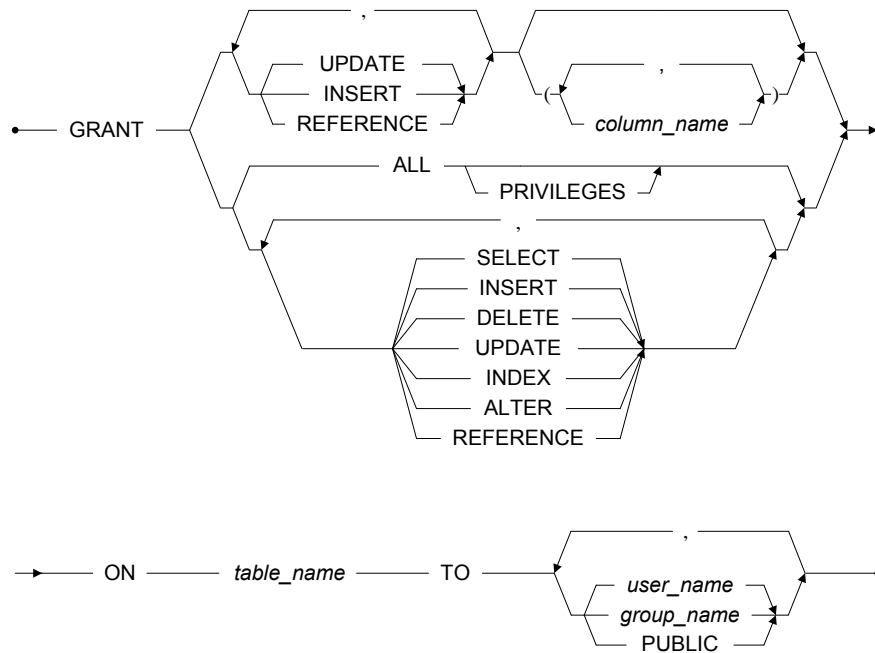 ,
,
UPDATE
INSERT
REFERENCE
(
column_name
)
GRANT
ALL
PRIVILEGES
,
SELECT
INSERT
DELETE
UPDATE
INDEX
ALTER
REFERENCE
ON table_name TO
,
user_name
group_name
PUBLIC